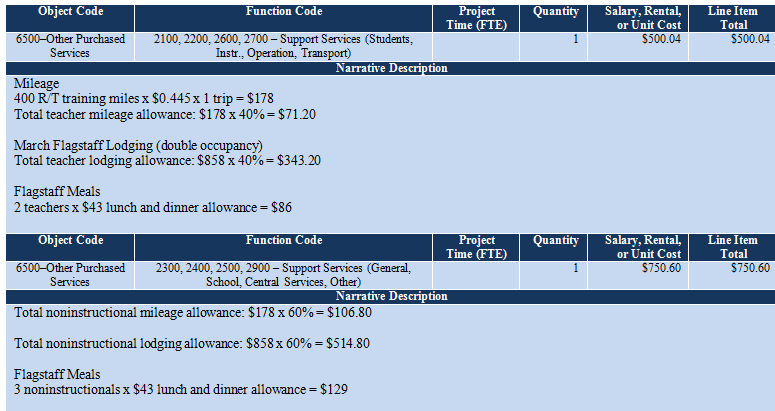 Object Code Function Code Project Time (FTE) Quantity Salary, Rental, or Unit Cost Line Item Total
6500–Other Purchased Services 2100, 2200, 2600, 2700 – Support Services (Students, Instr., Operation, Transport) 1 $500.04 $500.04
Narrative Description
Mileage
400 R/T training miles x $0.445 x 1 trip = $178
Total teacher mileage allowance: $178 x 40% = $71.20
March Flagstaff Lodging (double occupancy)
Total teacher lodging allowance: $858 x 40% = $343.20
Flagstaff Meals
2 teachers x $43 lunch and dinner allowance = $86
Object Code Function Code Project Time (FTE) Quantity Salary, Rental, or Unit Cost Line Item Total
6500–Other Purchased Services 2300, 2400, 2500, 2900 – Support Services (General, School, Central Services, Other) 1 $750.60 $750.60
Narrative Description
Total noninstructional mileage allowance: $178 x 60% = $106.80
Total noninstructional lodging allowance: $858 x 60% = $514.80
Flagstaff Meals
3 noninstructionals x $43 lunch and dinner allowance = $129